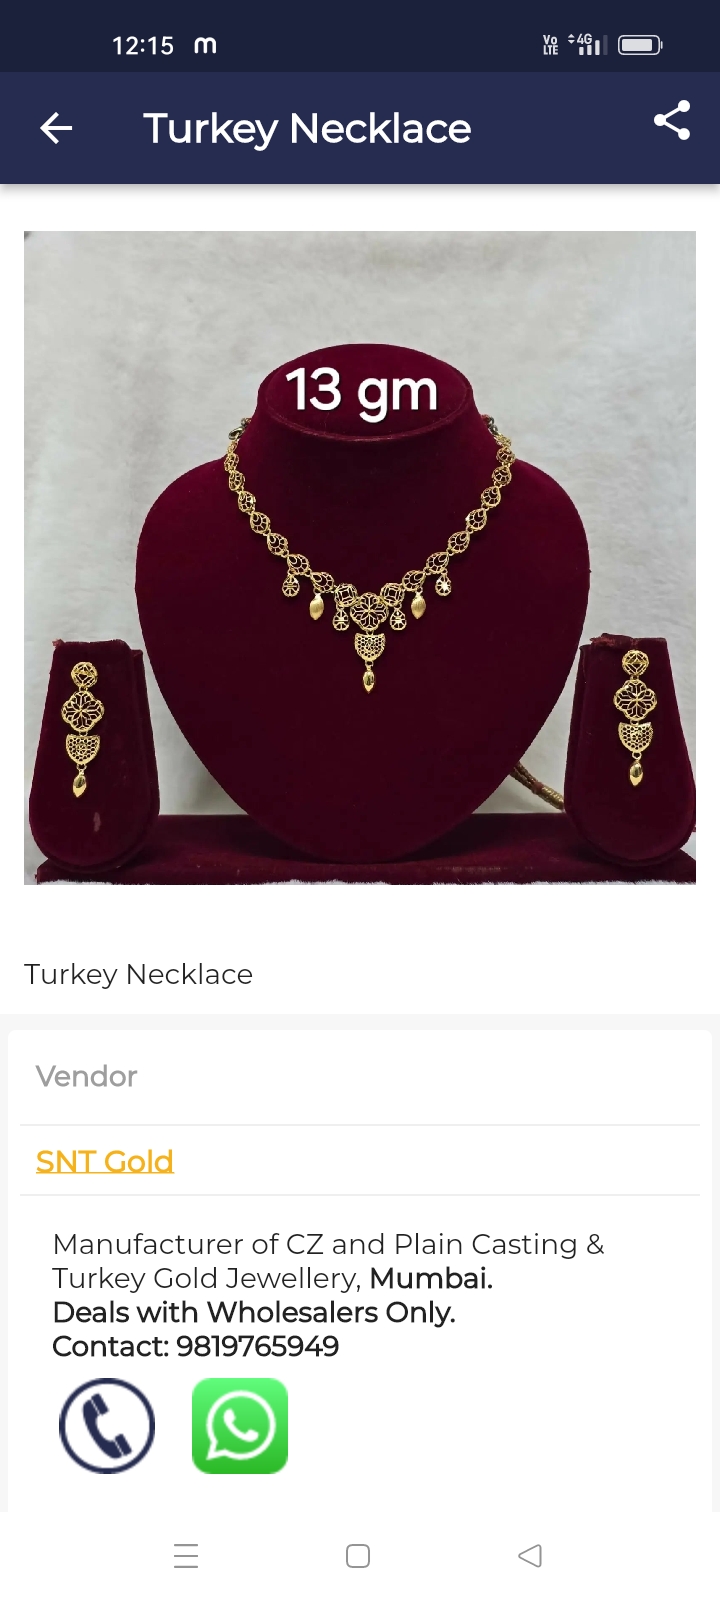 12:15 m
Vo LTE 4G
Turkey Necklace
13 gm
Turkey Necklace
Vendor
SNT Gold
Manufacturer of CZ and Plain Casting &
Turkey Gold Jewellery, Mumbai.
Deals with Wholesalers Only.
Contact: 9819765949